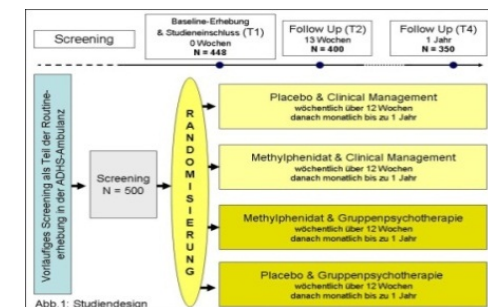 Screening
Baseline-Erhebung
& Studieneinschluss (T1)
0 Wochen
N = 448
Follow Up (T2)
13 Wochen
N = 400
Follow Up (T4)
1 Jahr
N = 350
Vorläufiges Screening als Teil der Routine-
erhebung in der ADHS-Ambulanz
Screening
N = 500
RANDOMISIERUNG
Placebo & Clinical Management
wöchentlich über 12 Wochen
danach monatlich bis zu 1 Jahr
Methylphenidat & Clinical Management
wöchentlich über 12 Wochen
danach monatlich bis zu 1 Jahr
Methylphenidat & Gruppenpsychotherapie
wöchentlich über 12 Wochen
danach monatlich bis zu 1 Jahr
Placebo & Gruppenpsychotherapie
wöchentlich über 12 Wochen
danach monatlich bis zu 1 Jahr
Abb.1: Studiendesign